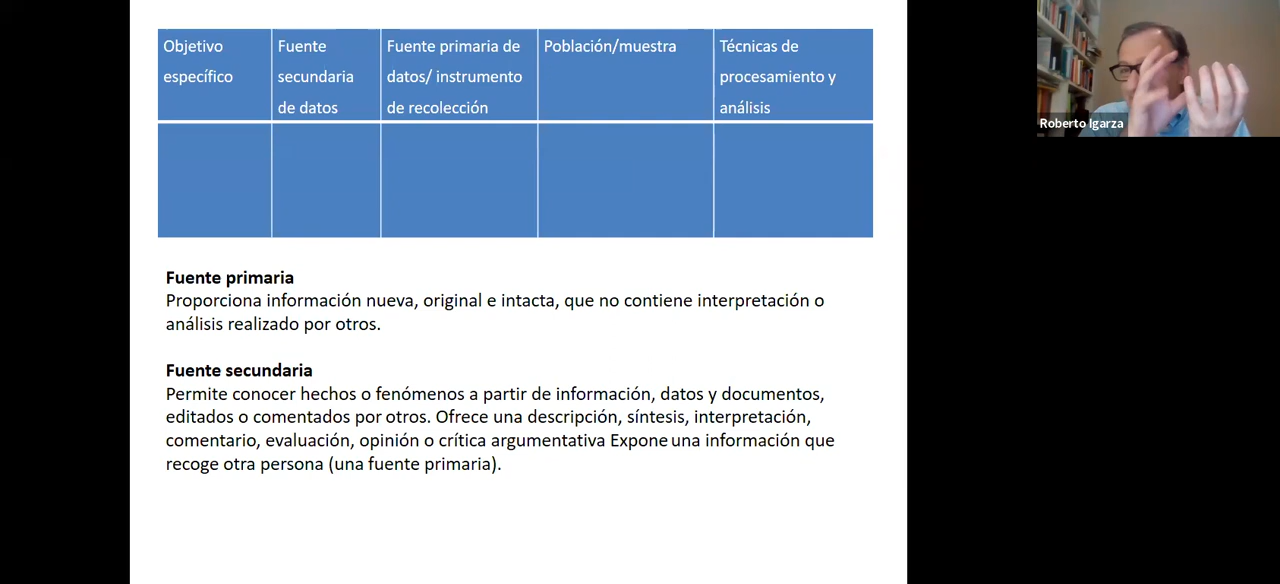 Objetivo
específico
Fuente
secundaria
de datos
Fuente primaria de
datos/ instrumento
de recolección
Población/muestra
Técnicas de
procesamiento y
análisis
Roberto Igarza
Fuente primaria
Proporciona información nueva, original e intacta, que no contiene interpretación o
análisis realizado por otros.
Fuente secundaria
Permite conocer hechos o fenómenos a partir de información, datos y documentos,
editados o comentados por otros. Ofrece una descripción, síntesis, interpretación,
comentario, evaluación, opinión o crítica argumentativa Expone una información que
recoge otra persona (una fuente primaria).